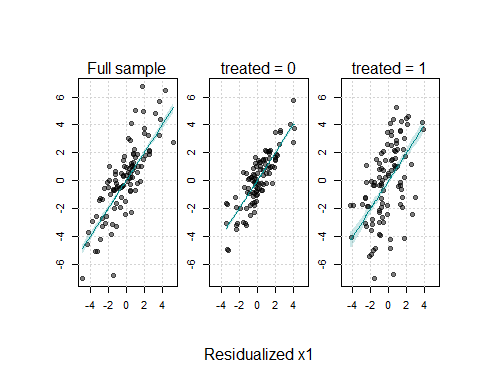 Full sample treated = 0 treated = 1
6 6 6
4 4 4
2 2 2
0 0 0
-2 -2 -2
-4 -4 -4
-6 -6 -6
-4 -2 0 2 4 -4 -2 0 2 4 -4 -2 0 2 4
Residualized x1